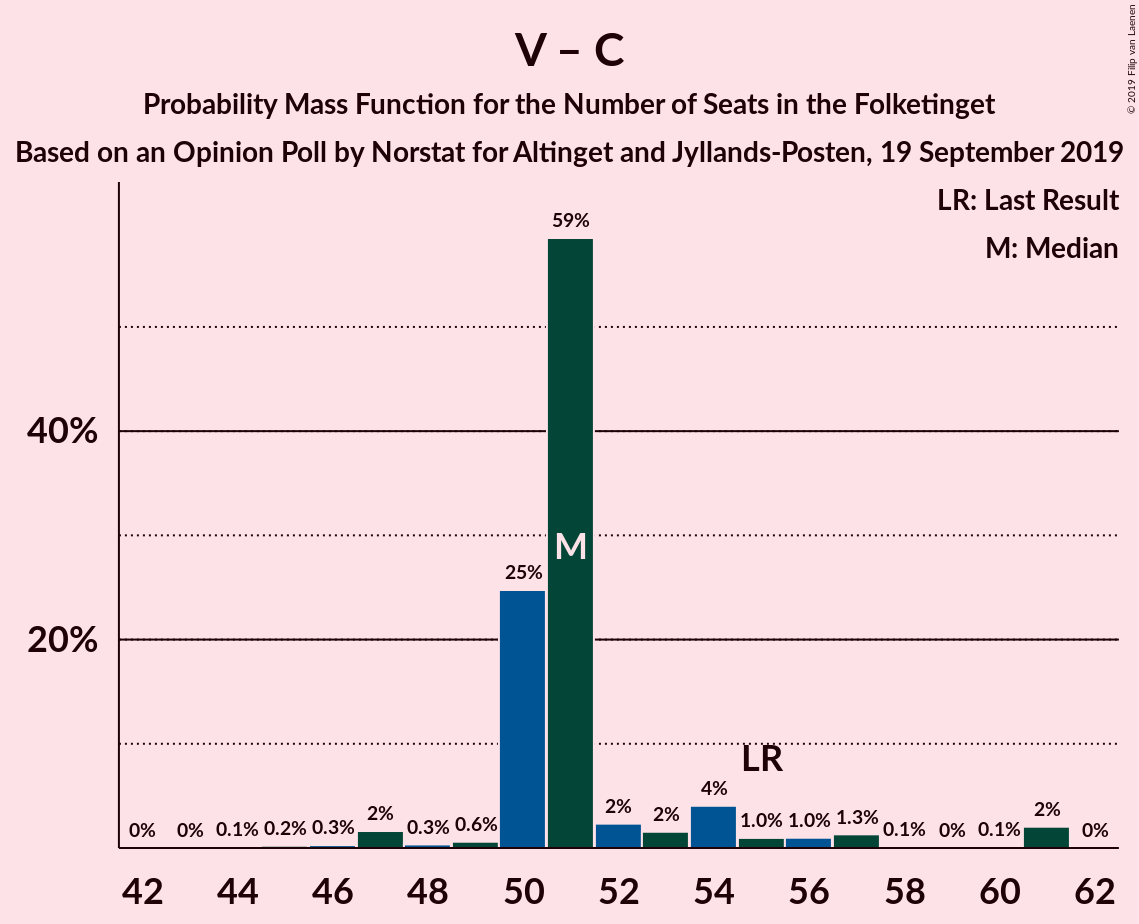 © 2019 Filip van Laenen
V – C
Probability Mass Function for the Number of Seats in the Folketinget
Based on an Opinion Poll by Norstat for Altinget and Jyllands-Posten, 19 September 2019
LR: Last Result
M: Median
59%
40%
M
25%
20%
LR
0% 0% 0.1% 0.2% 0.3% 2% 0.3% 0.6% 2% 2% 4% 1.0% 1.0% 1.3% 0.1% 0% 0.1% 2% 0%
42 44 46 48 50 52 54 56 58 60 62